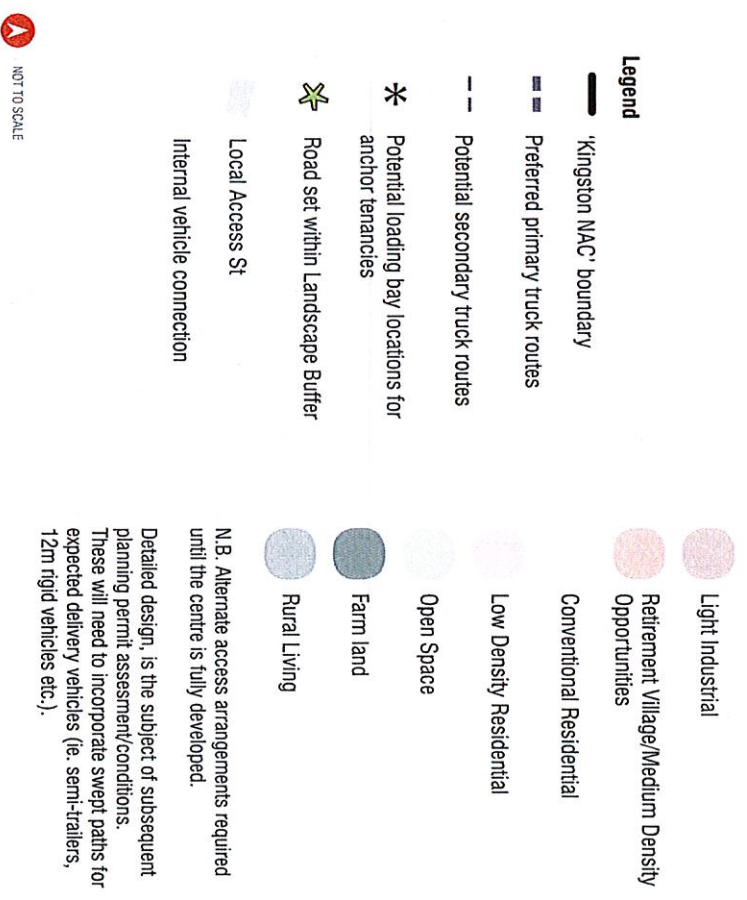 Legend
'Kingston NAC' boundary
Preferred primary truck routes
Potential secondary truck routes
Potential loading bay locations for
anchor tenancies
Road set within Landscape Buffer
Local Access St
Internal vehicle connection
Light Industrial
Retirement Village/Medium Density
Opportunities
Conventional Residential
Low Density Residential
Open Space
Farm land
Rural Living
N.B. Alternate access arrangements required
until the centre is fully developed.
Detailed design, is the subject of subsequent
planning permit assesment/conditions.
These will need to incorporate swept paths for
expected delivery vehicles (ie. semi-trailers,
12m rigid vehicles etc.).
NOT TO SCALE